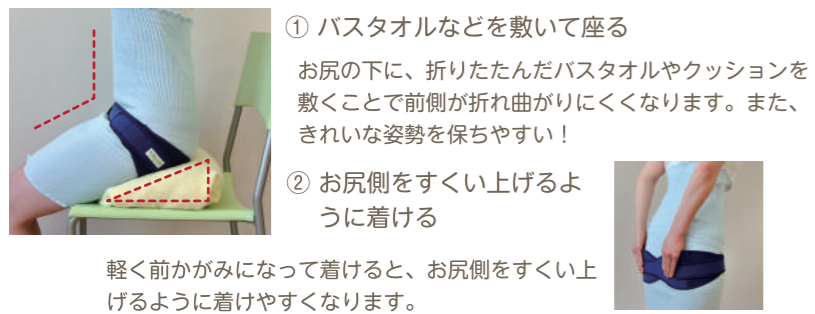 ① バスタオルなどを敷いて座る
お尻の下に、折りたたんだバスタオルやクッションを
敷くことで前側が折れ曲がりにくくなります。また、
きれいな姿勢を保ちやすい！
② お尻側をすくい上げるよ
うに着ける
軽く前かがみになって着けると、お尻側をすくい上
げるように着けやすくなります。